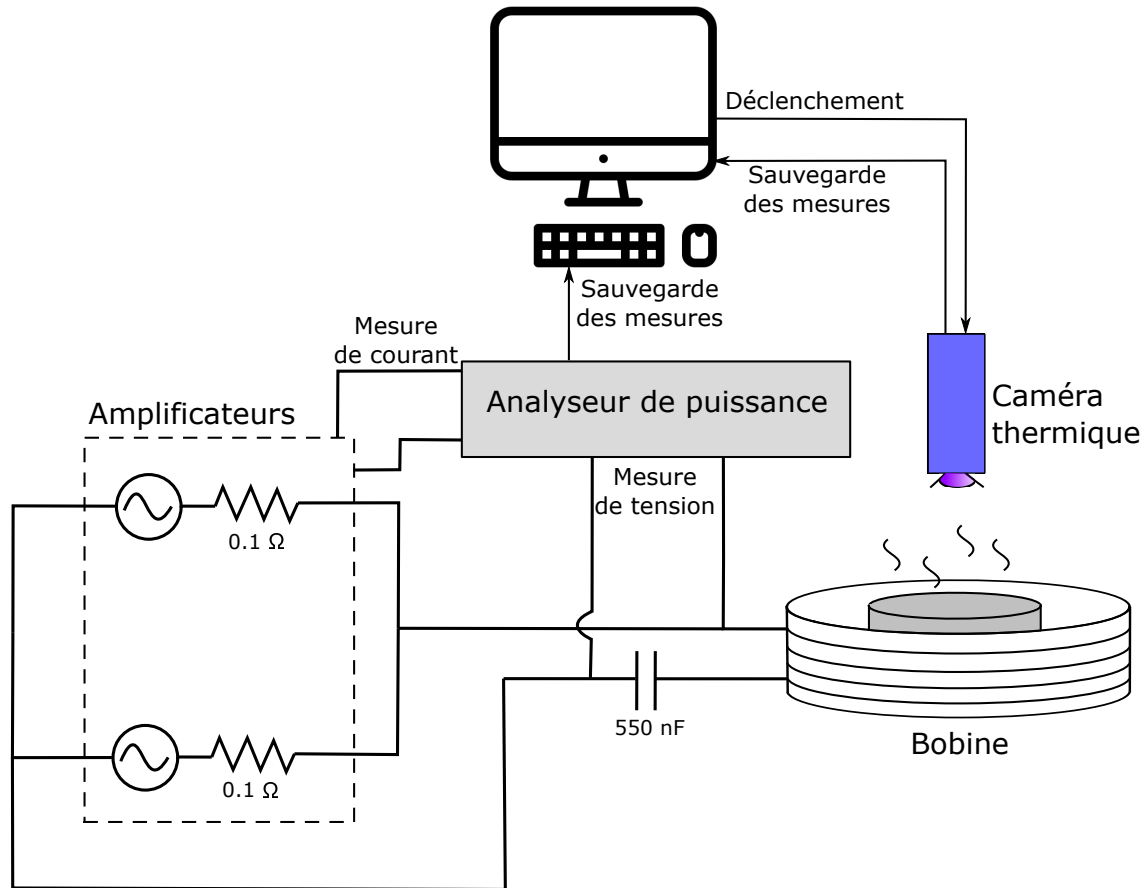 Déclenchement
Sauvegarde
des mesures
Sauvegarde
des mesures
Mesure
de courant
Analyseur de puissance
Caméra
thermique
Amplificateurs
Mesure
de tension
0.1 Ω
550 nF
Bobine
0.1 Ω